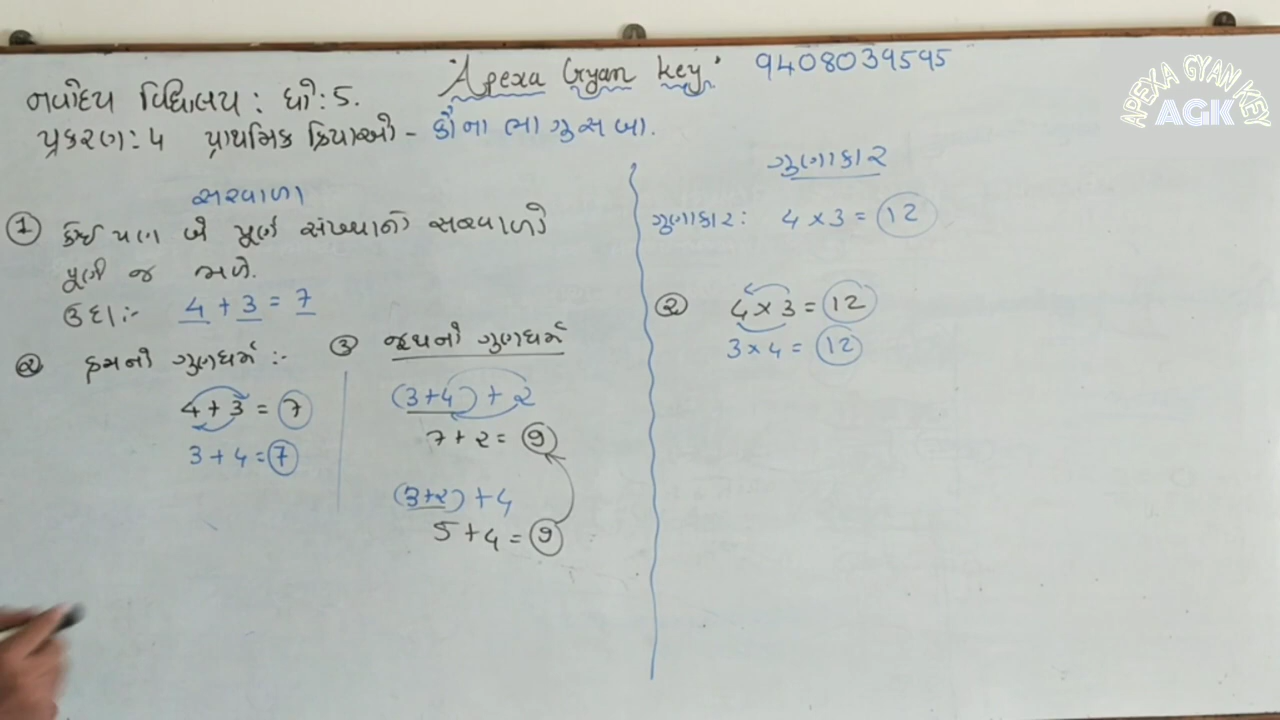 "Apexa Gyan Key" 9408039595
નવોદય વિદ્યાલય : ધો : 5.
પ્રકરણ : ૫ પ્રાથમિક ક્રિયાઓ - કૌના ભા ગુ સ બા.
સરવાળા
① કોઈ પણ બે પૂર્ણ સંખ્યાનો સરવાળો
પૂર્ણ જ મળે.
ઉદા :- 4 + 3 = 7
② ક્રમનો ગુણધર્મ :-
4 + 3 = 7
3 + 4 = 7
③ જૂથનો ગુણધર્મ
(3+4) + 2
7 + 2 = 9
(3+2) + 4
5 + 4 = 9
ગુણાકાર
ગુણાકાર : 4 x 3 = 12
② 4 x 3 = 12
3 x 4 = 12
APEXA GYAN KEY
AGK